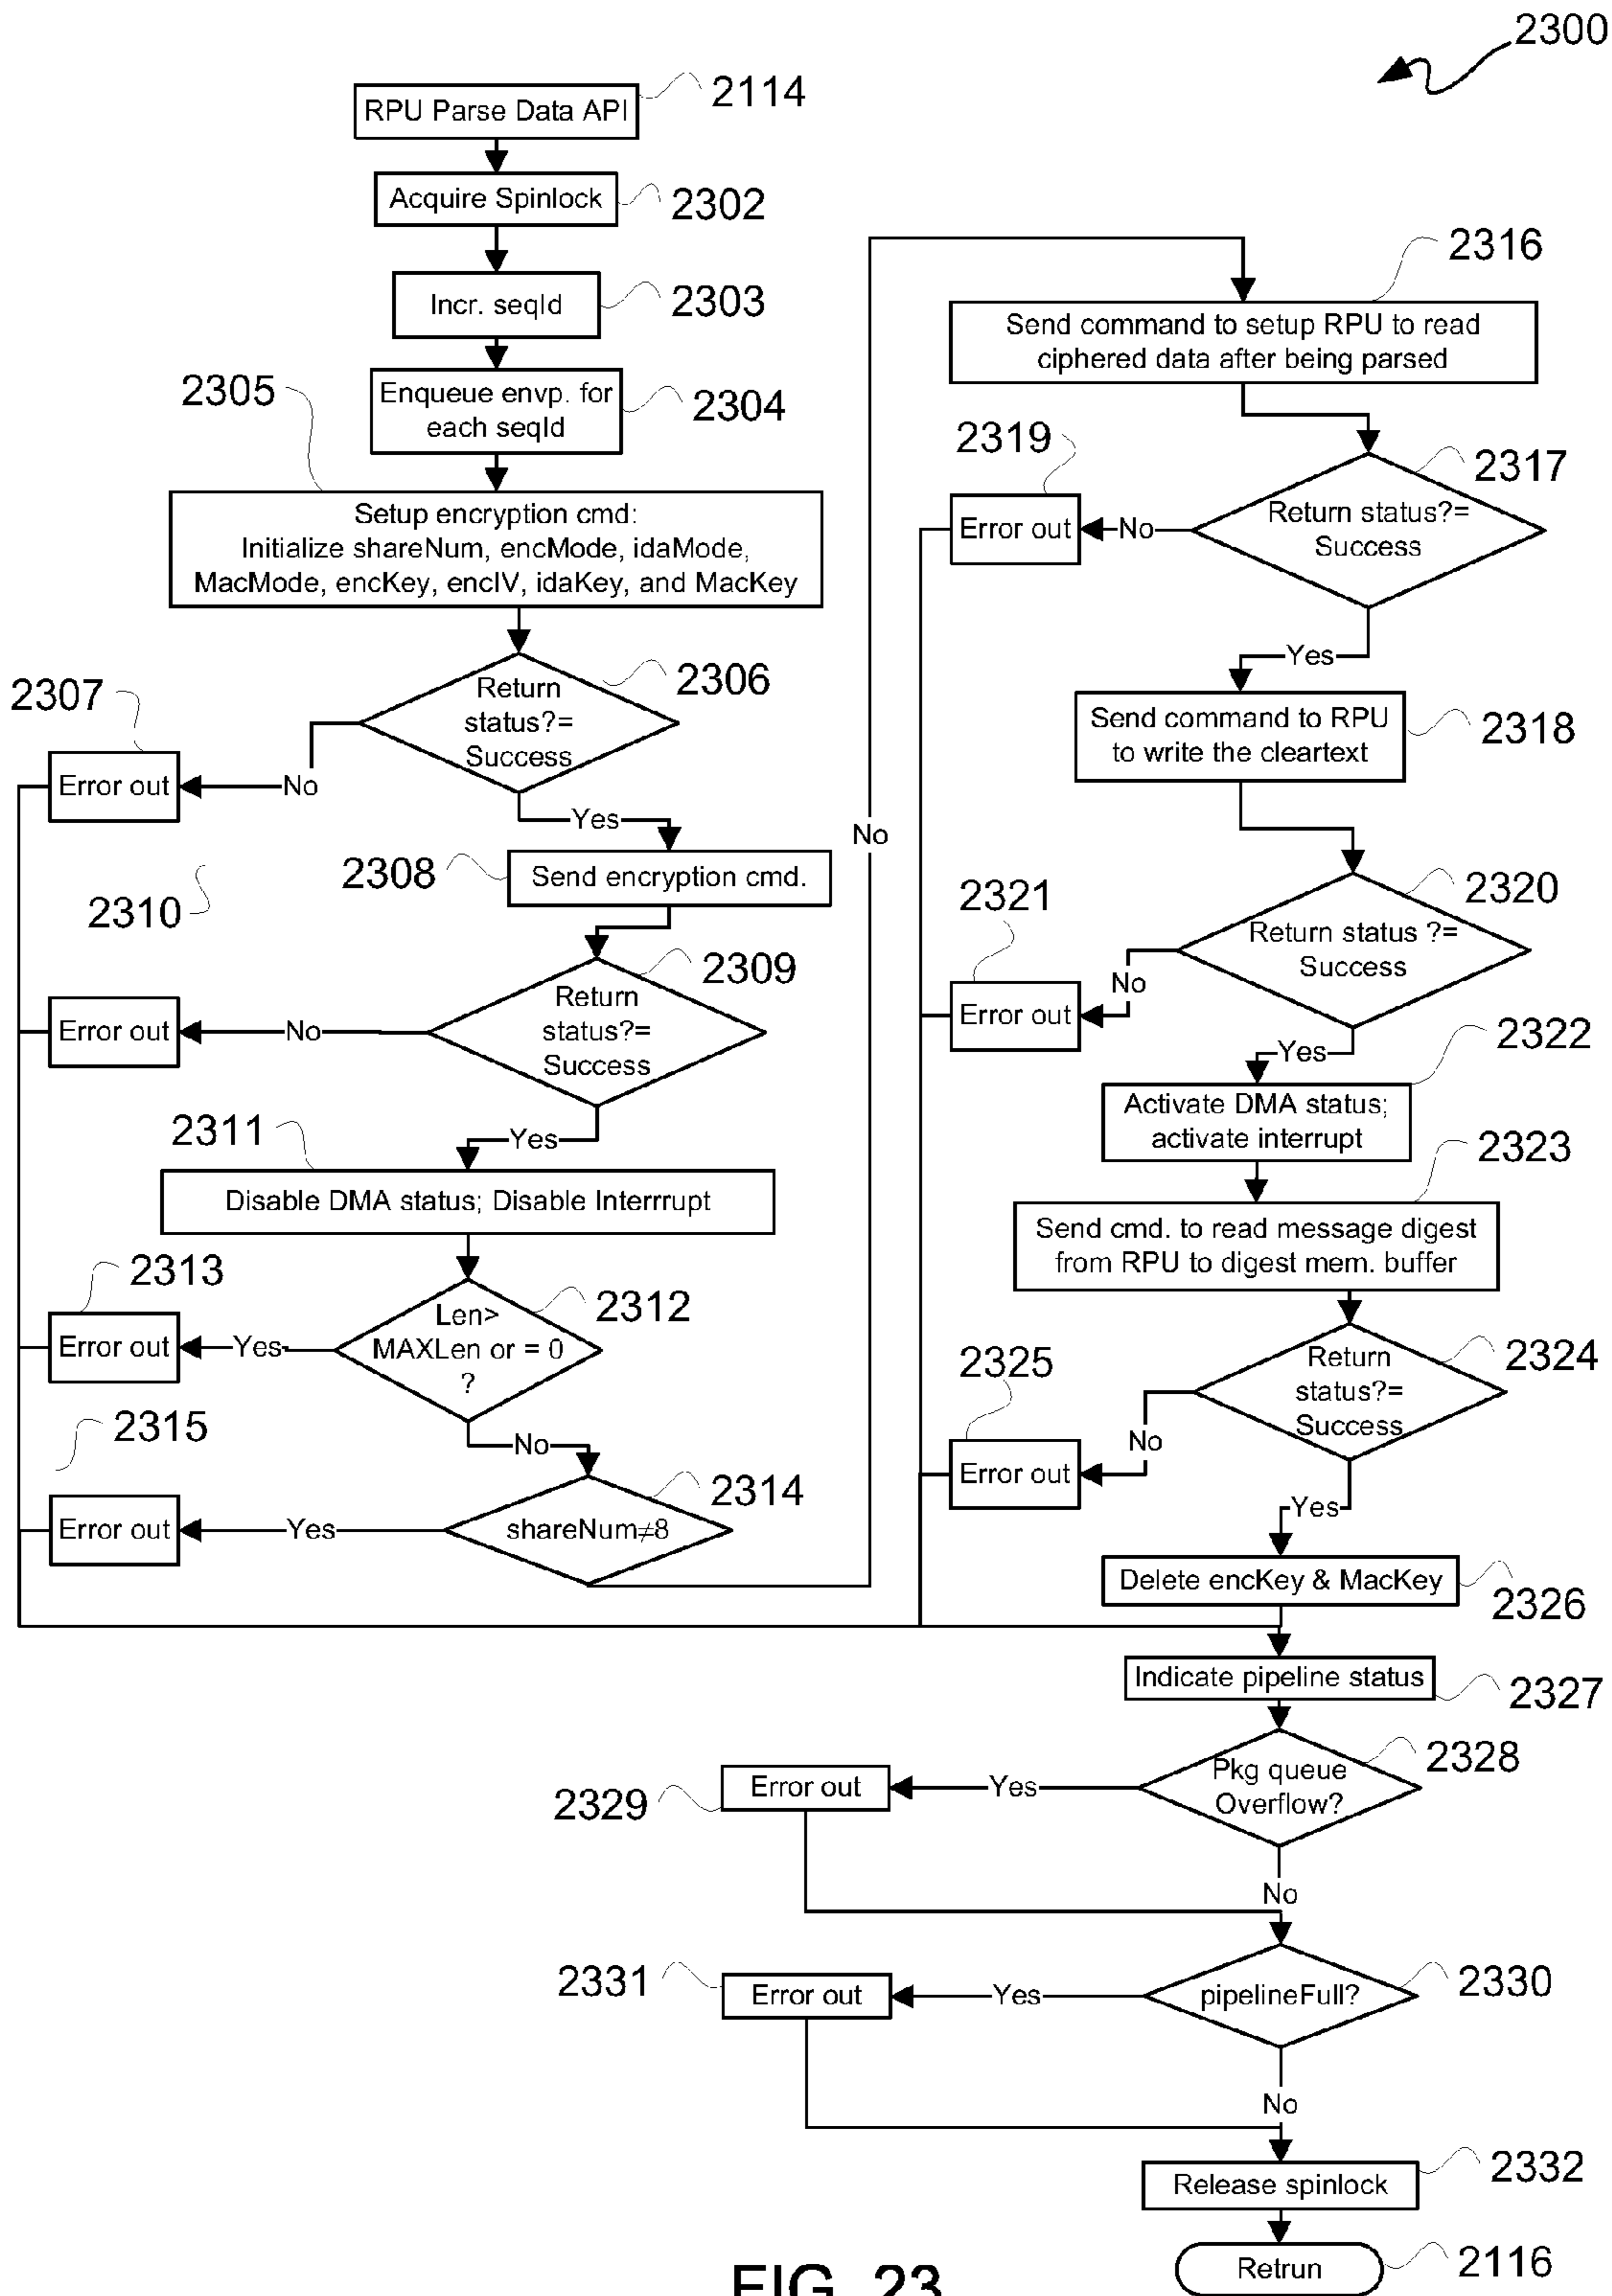 2300
RPU Parse Data API
2114
Acquire Spinlock
2302
Incr. seqId
2303
Enqueue envp. for
each seqId
2304
2305
Setup encryption cmd:
Initialize shareNum, encMode, idaMode,
MacMode, encKey, encIV, idaKey, and MacKey
Return
status?=
Success
2306
2307
Error out
No
Yes
2308
Send encryption cmd.
2310
Return
status?=
Success
2309
Error out
No
Yes
2311
Disable DMA status; Disable Interrrupt
2313
Len>
MAXLen or = 0
?
2312
Error out
Yes
No
2315
shareNum≠8
2314
Error out
Yes
No
2316
Send command to setup RPU to read
ciphered data after being parsed
2319
Return status?=
Success
2317
Error out
No
Yes
Send command to RPU
to write the cleartext
2318
2321
Return status ?=
Success
2320
Error out
No
Yes
2322
Activate DMA status;
activate interrupt
2323
Send cmd. to read message digest
from RPU to digest mem. buffer
2325
Return
status?=
Success
2324
Error out
No
Yes
Delete encKey & MacKey
2326
Indicate pipeline status
2327
Pkg queue
Overflow?
2328
Error out
2329
Yes
No
2331
Error out
Yes
pipelineFull?
2330
No
Release spinlock
2332
Retrun
2116
FIG. 23